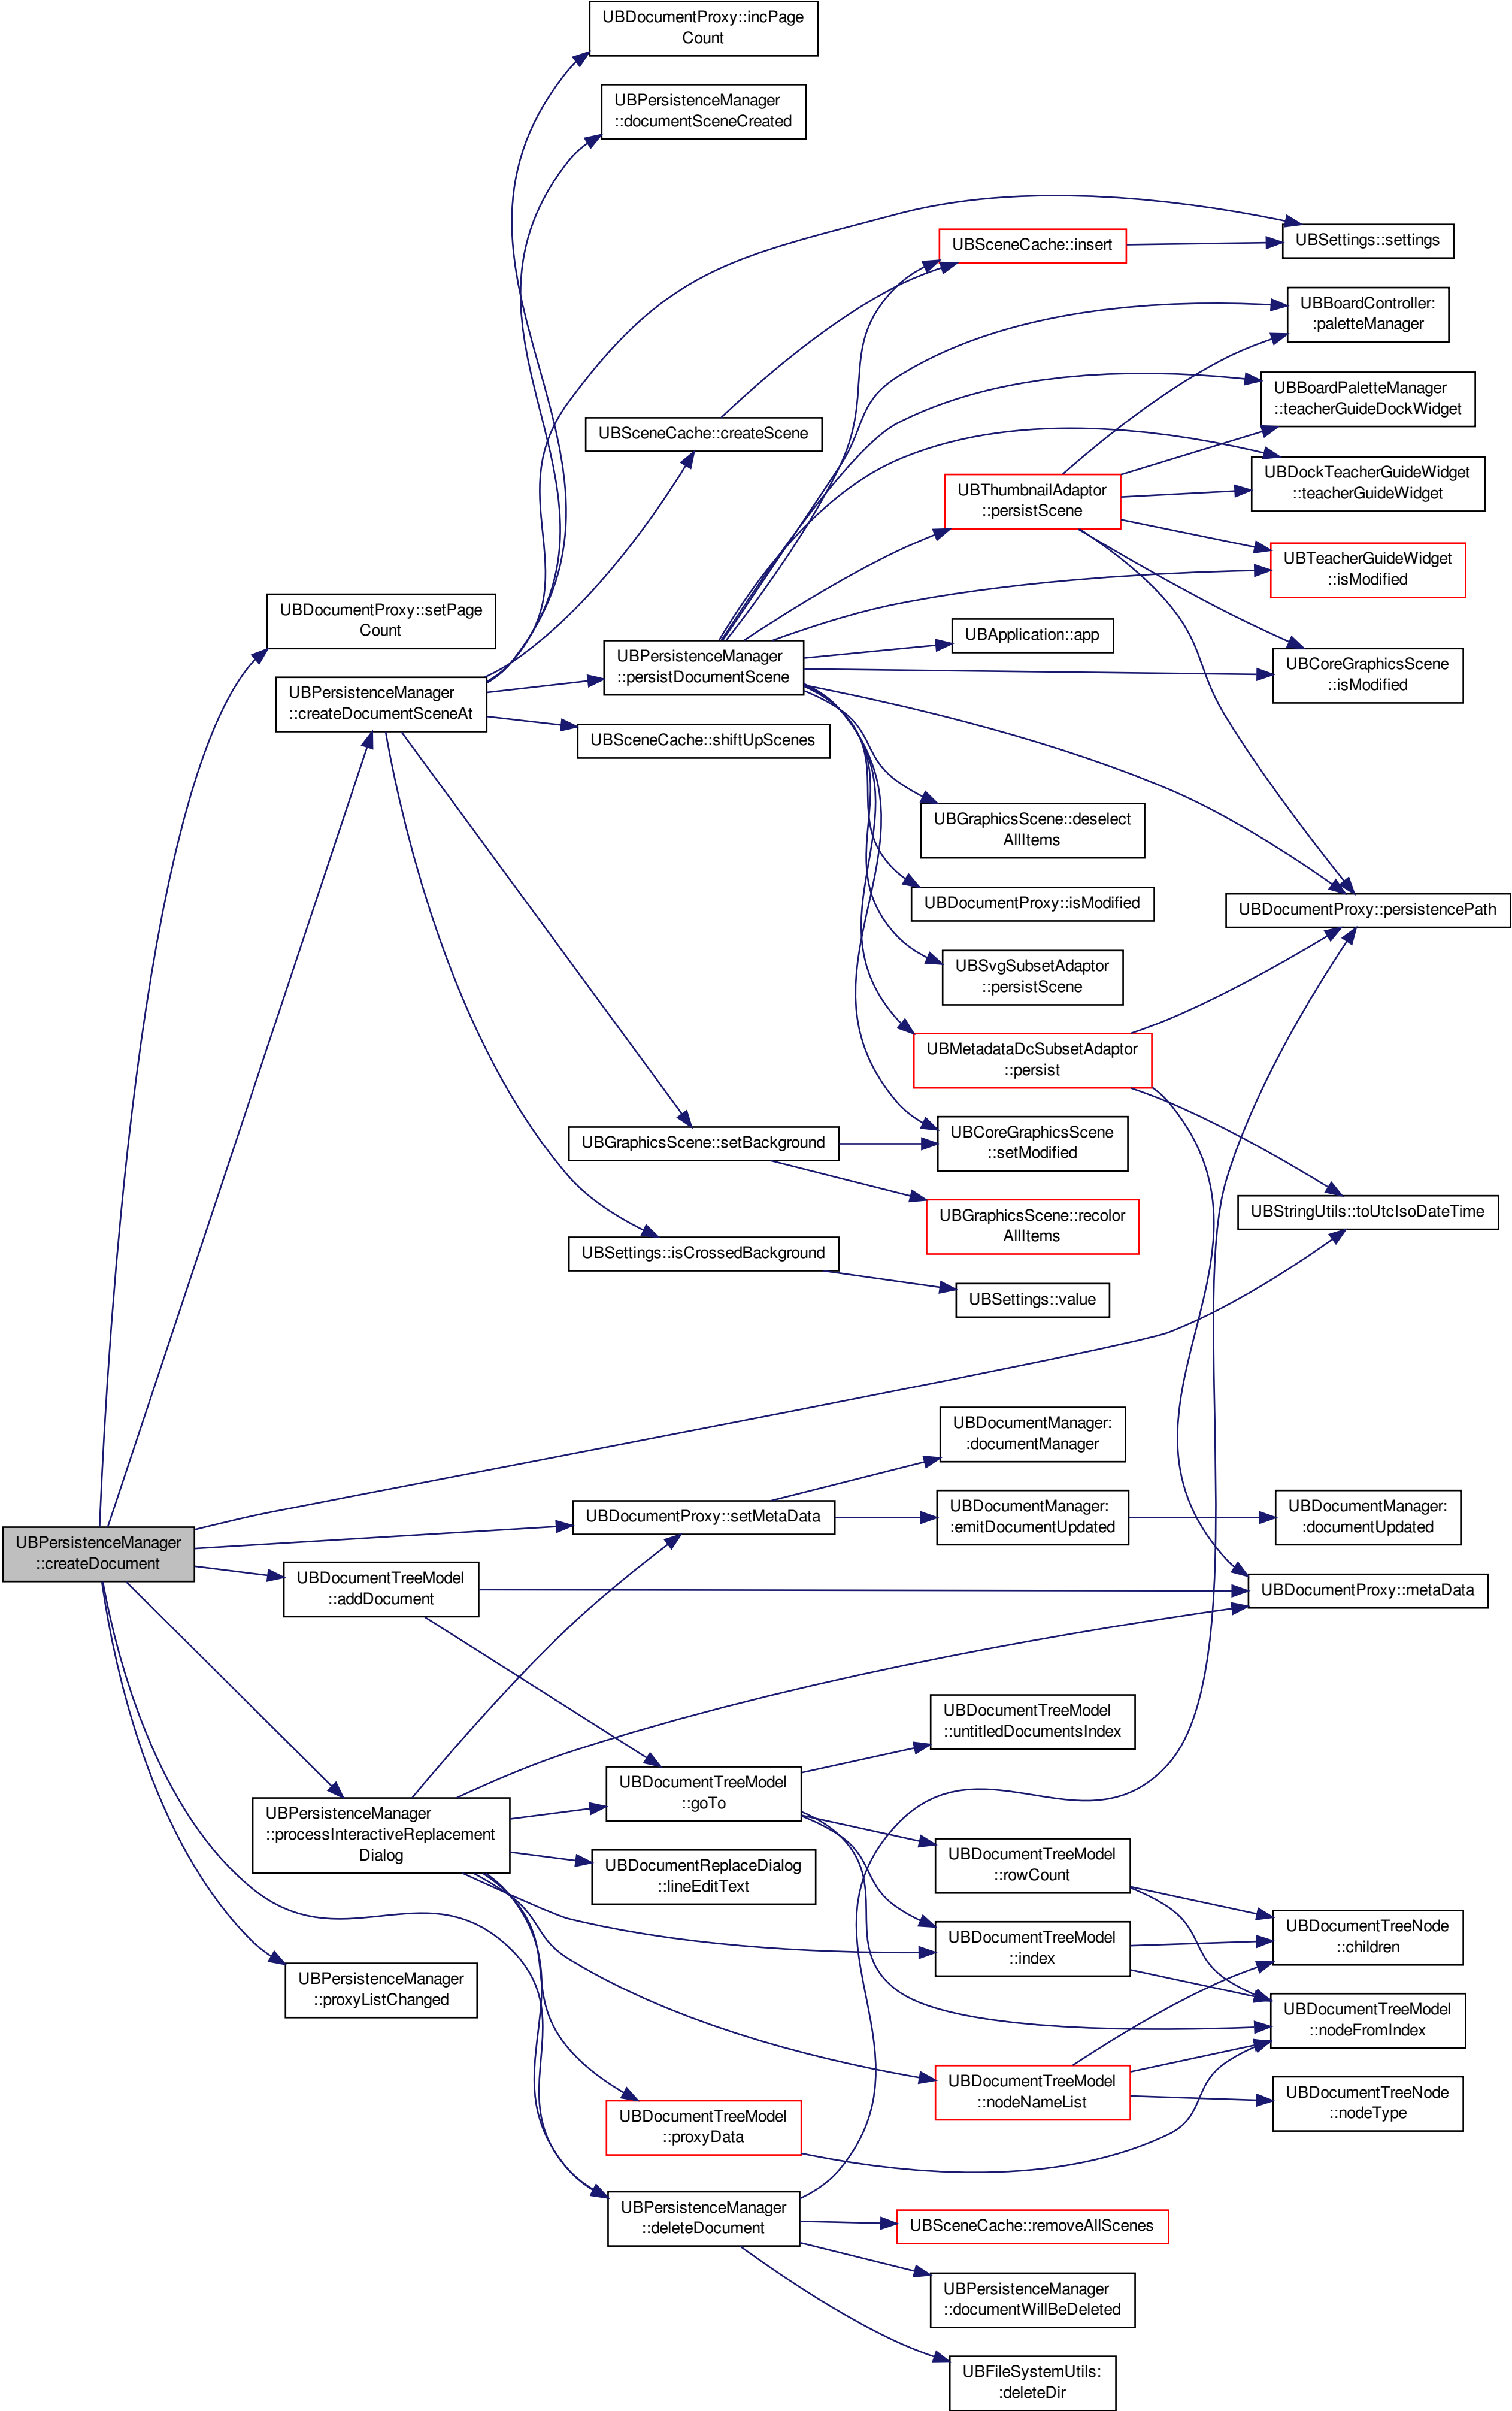 UBDocumentProxy::incPage
Count
UBPersistenceManager
::documentSceneCreated
UBSceneCache::insert
UBSettings::settings
UBBoardController:
:paletteManager
UBBoardPaletteManager
::teacherGuideDockWidget
UBSceneCache::createScene
UBDockTeacherGuideWidget
::teacherGuideWidget
UBThumbnailAdaptor
::persistScene
UBTeacherGuideWidget
::isModified
UBDocumentProxy::setPage
Count
UBApplication::app
UBPersistenceManager
::persistDocumentScene
UBCoreGraphicsScene
::isModified
UBPersistenceManager
::createDocumentSceneAt
UBSceneCache::shiftUpScenes
UBGraphicsScene::deselect
AllItems
UBDocumentProxy::isModified
UBDocumentProxy::persistencePath
UBSvgSubsetAdaptor
::persistScene
UBMetadataDcSubsetAdaptor
::persist
UBGraphicsScene::setBackground
UBCoreGraphicsScene
::setModified
UBStringUtils::toUtcIsoDateTime
UBGraphicsScene::recolor
AllItems
UBSettings::isCrossedBackground
UBSettings::value
UBDocumentManager:
:documentManager
UBDocumentProxy::setMetaData
UBDocumentManager:
:emitDocumentUpdated
UBDocumentManager:
:documentUpdated
UBPersistenceManager
::createDocument
UBDocumentTreeModel
::addDocument
UBDocumentProxy::metaData
UBDocumentTreeModel
::untitledDocumentsIndex
UBDocumentTreeModel
::goTo
UBPersistenceManager
::processInteractiveReplacement
Dialog
UBDocumentTreeModel
::rowCount
UBDocumentReplaceDialog
::lineEditText
UBDocumentTreeModel
::index
UBDocumentTreeNode
::children
UBPersistenceManager
::proxyListChanged
UBDocumentTreeModel
::nodeFromIndex
UBDocumentTreeModel
::nodeNameList
UBDocumentTreeNode
::nodeType
UBDocumentTreeModel
::proxyData
UBPersistenceManager
::deleteDocument
UBSceneCache::removeAllScenes
UBPersistenceManager
::documentWillBeDeleted
UBFileSystemUtils:
:deleteDir